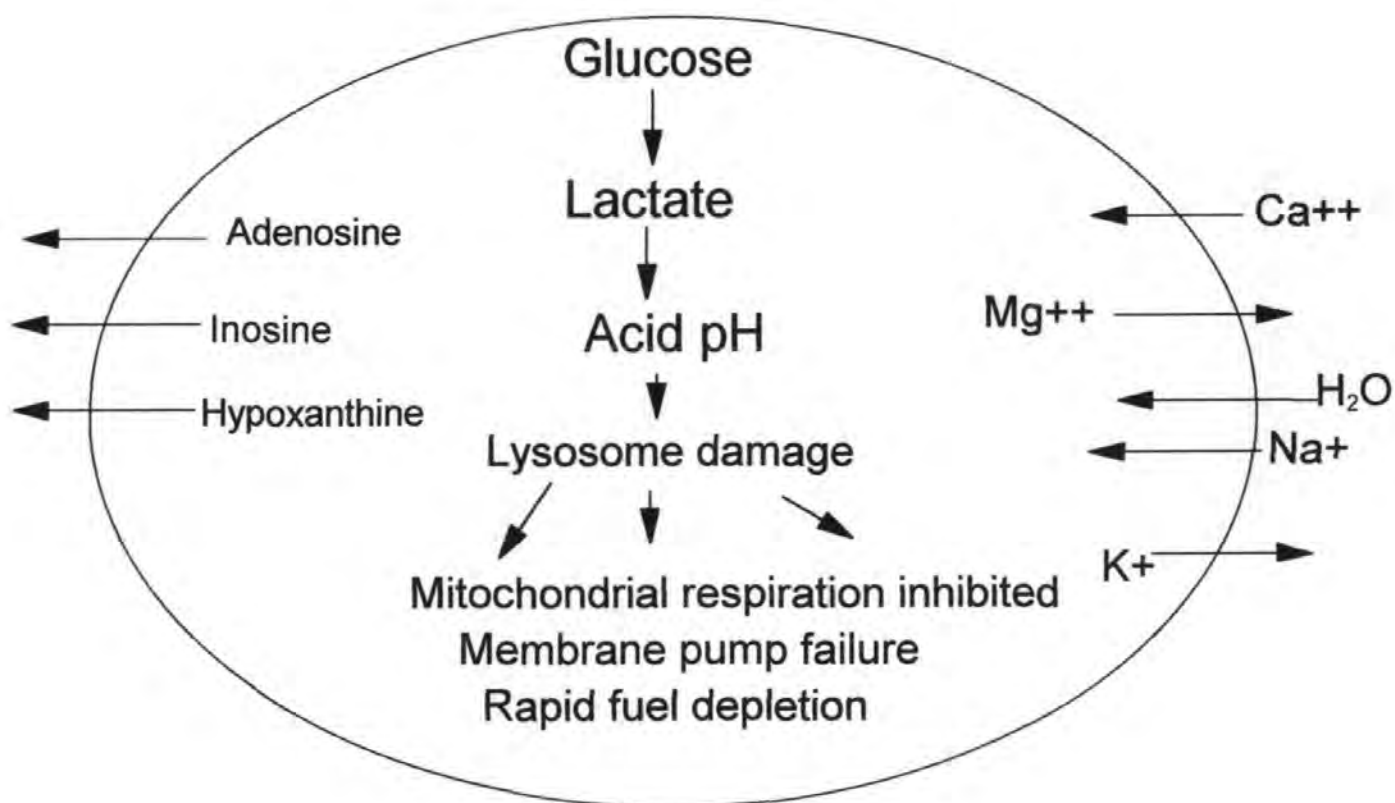 Glucose
Lactate
Adenosine
Ca++
Inosine
Mg++
Acid pH
Hypoxanthine
H₂O
Lysosome damage
Na+
K+
Mitochondrial respiration inhibited
Membrane pump failure
Rapid fuel depletion